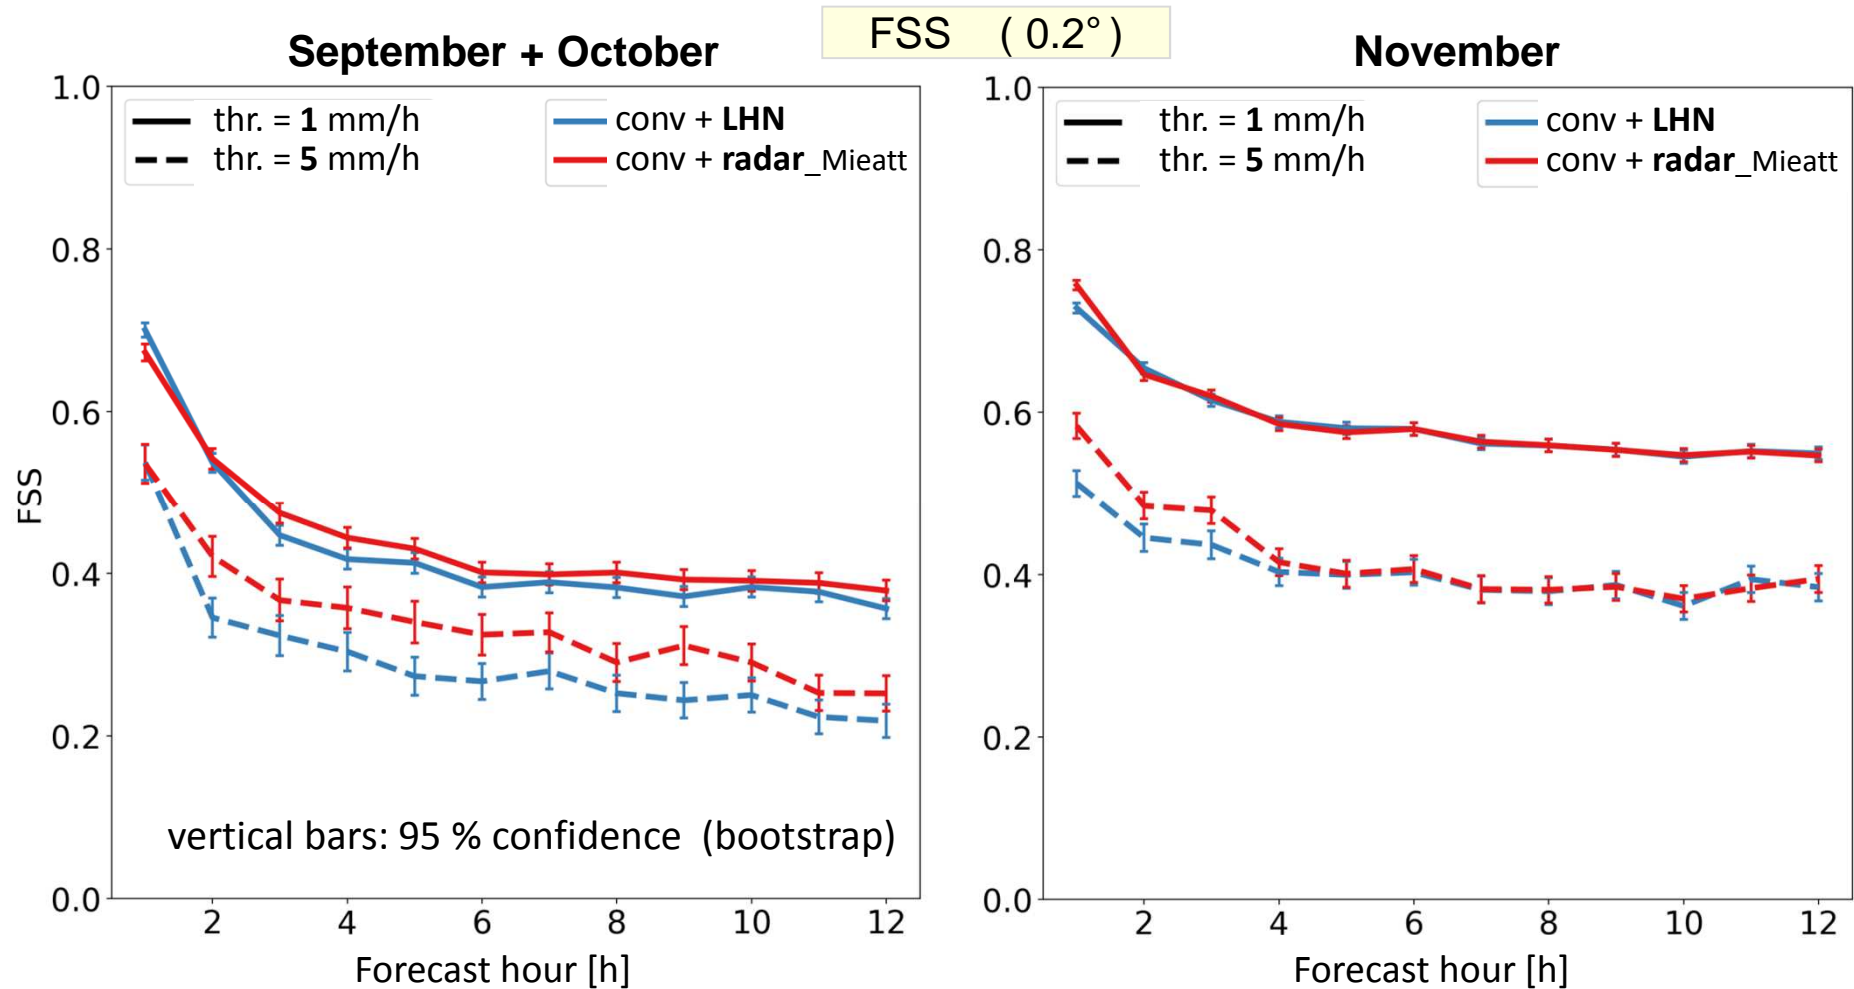 FSS ( 0.2° )
September + October
1.0
0.8
0.6
0.4
0.2
0.0
FSS
thr. = 1 mm/h
thr. = 5 mm/h
conv + LHN
conv + radar_Mieatt
vertical bars: 95 % confidence (bootstrap)
2 4 6 8 10 12
Forecast hour [h]
November
1.0
0.8
0.6
0.4
0.2
0.0
thr. = 1 mm/h
thr. = 5 mm/h
conv + LHN
conv + radar_Mieatt
2 4 6 8 10 12
Forecast hour [h]